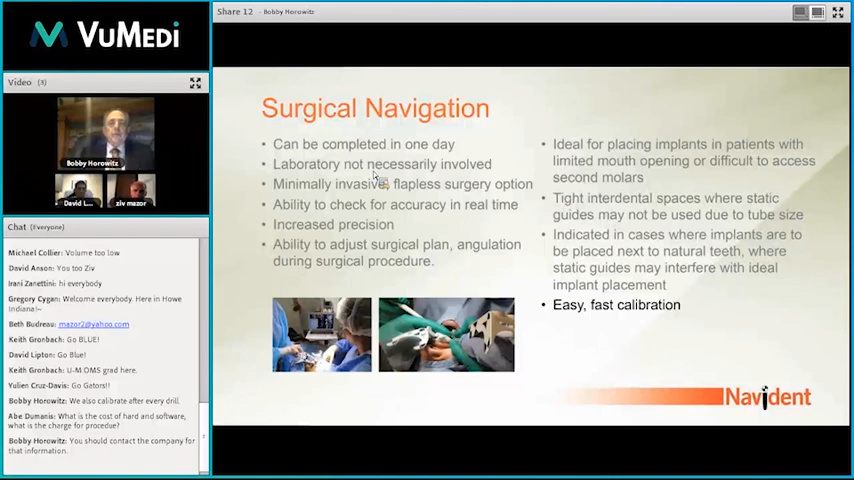 VUMEDi
Share 12 - Bobby Horowitz
Video (3)
Bobby Horowitz
David L...
ziv mazor
Chat (Everyone)
Michael Collier: Volume too low
David Anson: You too Ziv
Irani Zanettini: hi everybody
Gregory Cygan: Welcome everybody. Here in Howe
Indiana!~
Beth Budreau: mazor2@yahoo.com
Keith Gronbach: Go BLUE!
David Lipton: Go Blue!
Keith Gronbach: U-M OMS grad here.
Yulien Cruz-Davis: Go Gators!!
Bobby Horowitz: We also calibrate after every drill
Abe Dumanis: What is the cost of hard and software,
what is the charge for procedue?
Bobby Horowitz: You should contact the company for
that information.
Surgical Navigation
• Can be completed in one day
• Laboratory not necessarily involved
• Minimally invasive, flapless surgery option
• Ability to check for accuracy in real time
• Increased precision
• Ability to adjust surgical plan, angulation
during surgical procedure.
• Ideal for placing implants in patients with
limited mouth opening or difficult to access
second molars
• Tight interdental spaces where static
guides may not be used due to tube size
• Indicated in cases where implants are to
be placed next to natural teeth, where
static guides may interfere with ideal
implant placement
• Easy, fast calibration
Navident